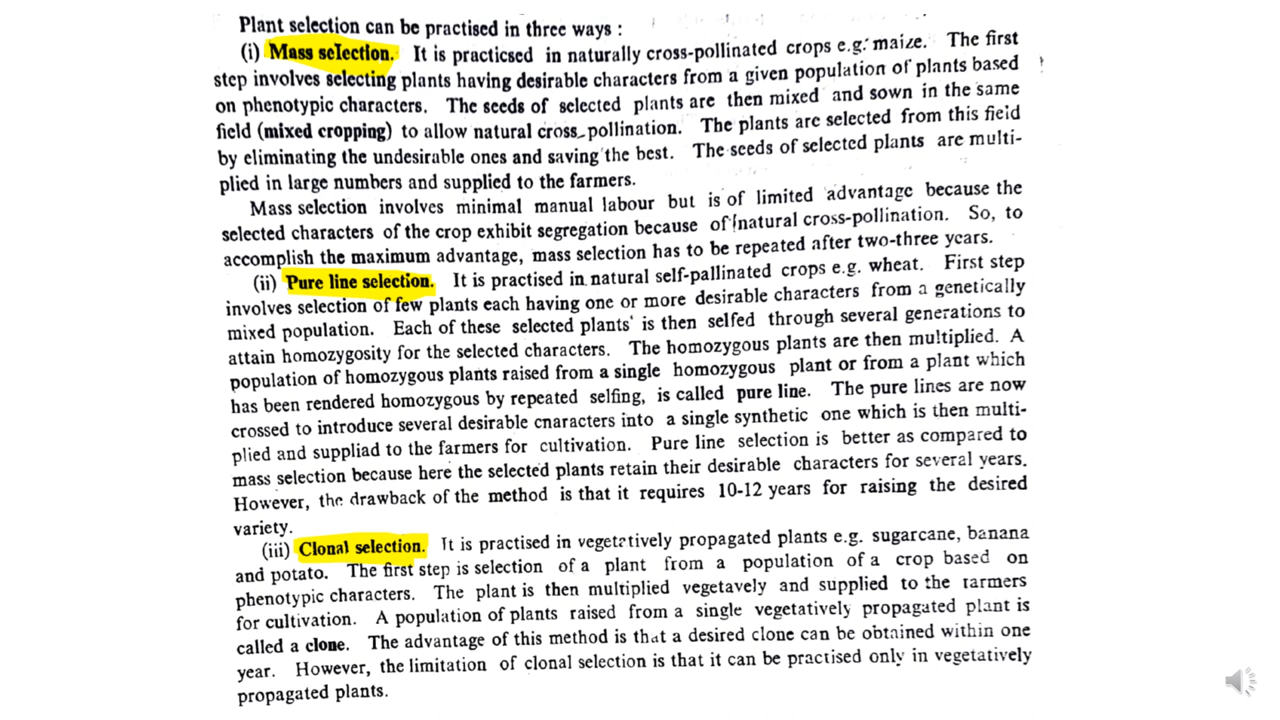 Plant selection can be practised in three ways :
(i) Mass selection. It is practicsed in naturally cross-pollinated crops e.g. maize. The first
step involves selecting plants having desirable characters from a given population of plants based
on phenotypic characters. The seeds of selected plants are then mixed and sown in the same
field (mixed cropping) to allow natural cross-pollination. The plants are selected from this field
by eliminating the undesirable ones and saving the best. The seeds of selected plants are multi-
plied in large numbers and supplied to the farmers.
Mass selection involves minimal manual labour but is of limited advantage because the
selected characters of the crop exhibit segregation because of natural cross-pollination. So, to
accomplish the maximum advantage, mass selection has to be repeated after two-three years.
(ii) Pure line selection. It is practised in natural self-pallinated crops e.g. wheat. First step
involves selection of few plants each having one or more desirable characters from a genetically
mixed population. Each of these selected plants' is then selfed through several generations to
attain homozygosity for the selected characters. The homozygous plants are then multiplied. A
population of homozygous plants raised from a single homozygous plant or from a plant which
has been rendered homozygous by repeated selfing, is called pure line. The pure lines are now
crossed to introduce several desirable cnaracters into a single synthetic one which is then multi-
plied and suppliad to the farmers for cultivation. Pure line selection is better as compared to
mass selection because here the selected plants retain their desirable characters for several years.
However, the drawback of the method is that it requires 10-12 years for raising the desired
variety.
(iii) Clonal selection. It is practised in vegetatively propagated plants e.g. sugarcane, banana
and potato. The first step is selection of a plant from a population of a crop based on
phenotypic characters. The plant is then multiplied vegetavely and supplied to the tarmers
for cultivation. A population of plants raised from a single vegetatively propagated plant is
called a clone. The advantage of this method is that a desired clone can be obtained within one
year. However, the limitation of clonal selection is that it can be practised only in vegetatively
propagated plants.